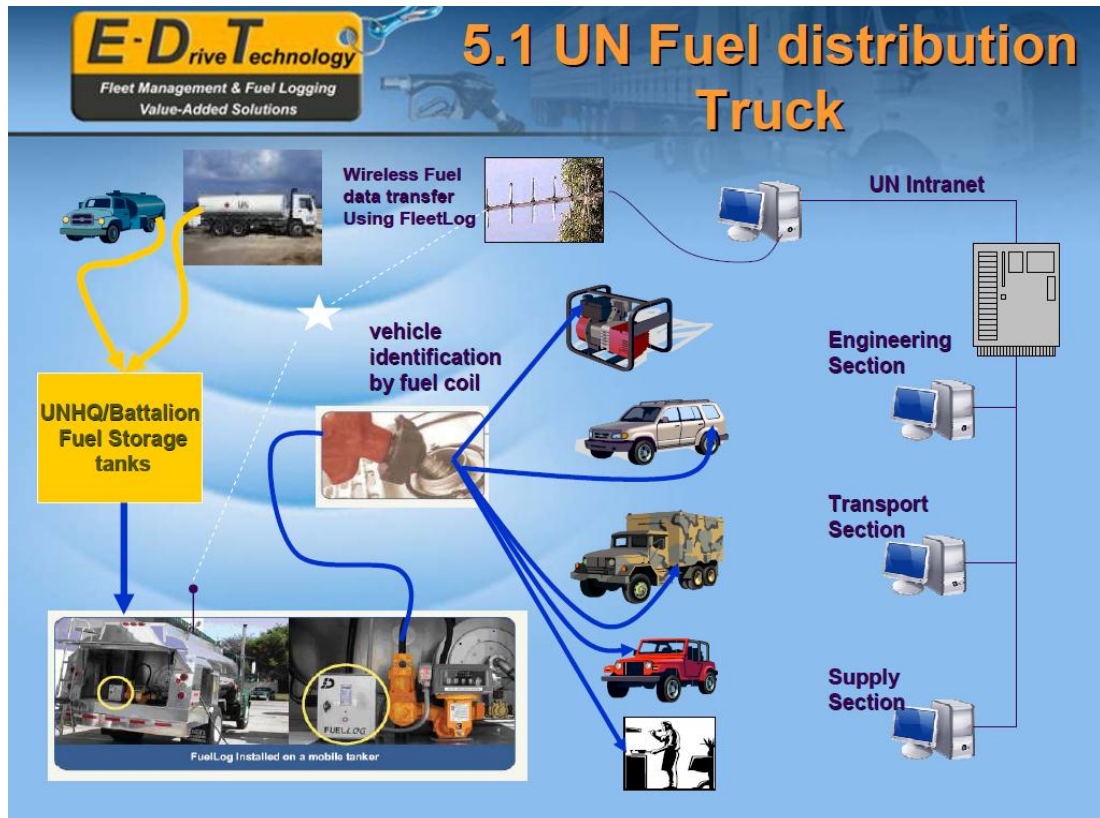 E-Drive Technology
Fleet Management & Fuel Logging
Value-Added Solutions
5.1 UN Fuel distribution
Truck
Wireless Fuel
data transfer
Using FleetLog
UN Intranet
UN
vehicle
identification
by fuel coil
Engineering
Section
UNHQ/Battalion
Fuel Storage
tanks
Transport
Section
Supply
Section
FUELLOG
FuelLog Installed on a mobile tanker